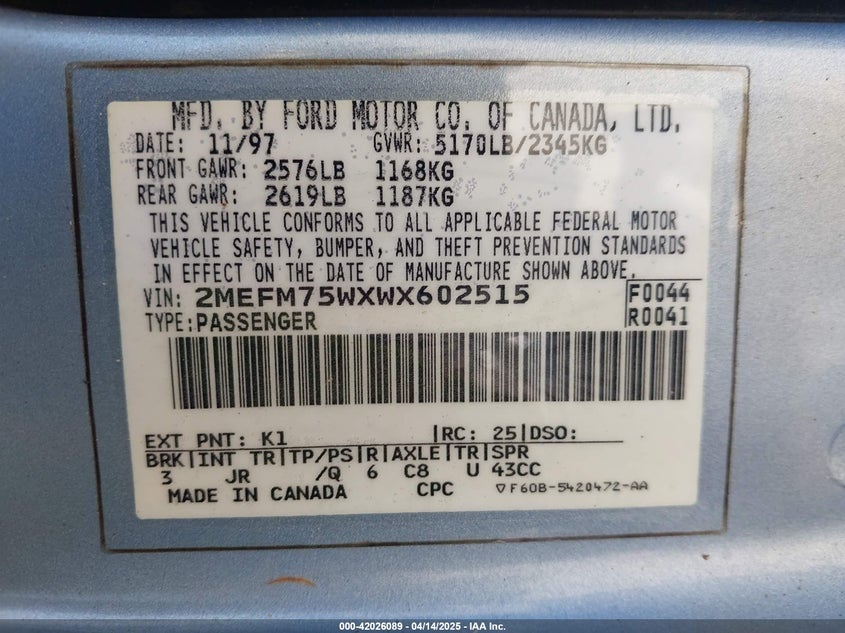 MFD. BY FORD MOTOR CO. OF CANADA, LTD.
DATE: 11/97 GVWR: 5170LB/2345KG
FRONT GAWR: 2576LB 1168KG
REAR GAWR: 2619LB 1187KG
THIS VEHICLE CONFORMS TO ALL APPLICABLE FEDERAL MOTOR
VEHICLE SAFETY, BUMPER, AND THEFT PREVENTION STANDARDS
IN EFFECT ON THE DATE OF MANUFACTURE SHOWN ABOVE.
VIN: 2MEFM75WXWX602515 F0044
TYPE: PASSENGER R0041
EXT PNT: K1 RC: 25 DSO:
BRK INT TR TP/PS R AXLE TR SPR
3 JR /Q 6 C8 U 43CC
MADE IN CANADA CPC ▽F60B-5420472-AA
000-42026089 - 04/14/2025 - IAA Inc.